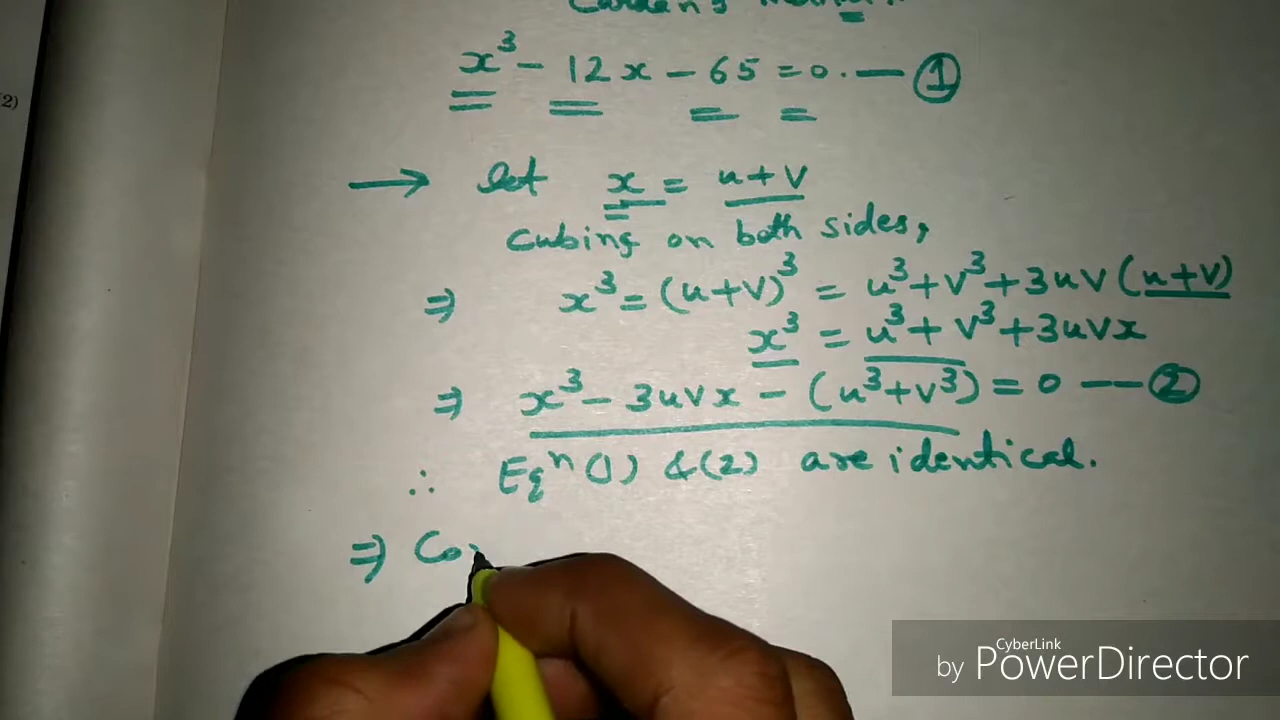 x³ - 12x - 65 = 0. — ①
2)
→ let x = u+v
Cubing on both sides,
⇒ x³ = (u+v)³ = u³+v³+3uv(u+v)
x³ = u³+v³+3uvx
⇒ x³ - 3uvx - (u³+v³) = 0 — ②
∴ Eqⁿ(1) &(2) are identical.
⇒ Co
CyberLink
by PowerDirector